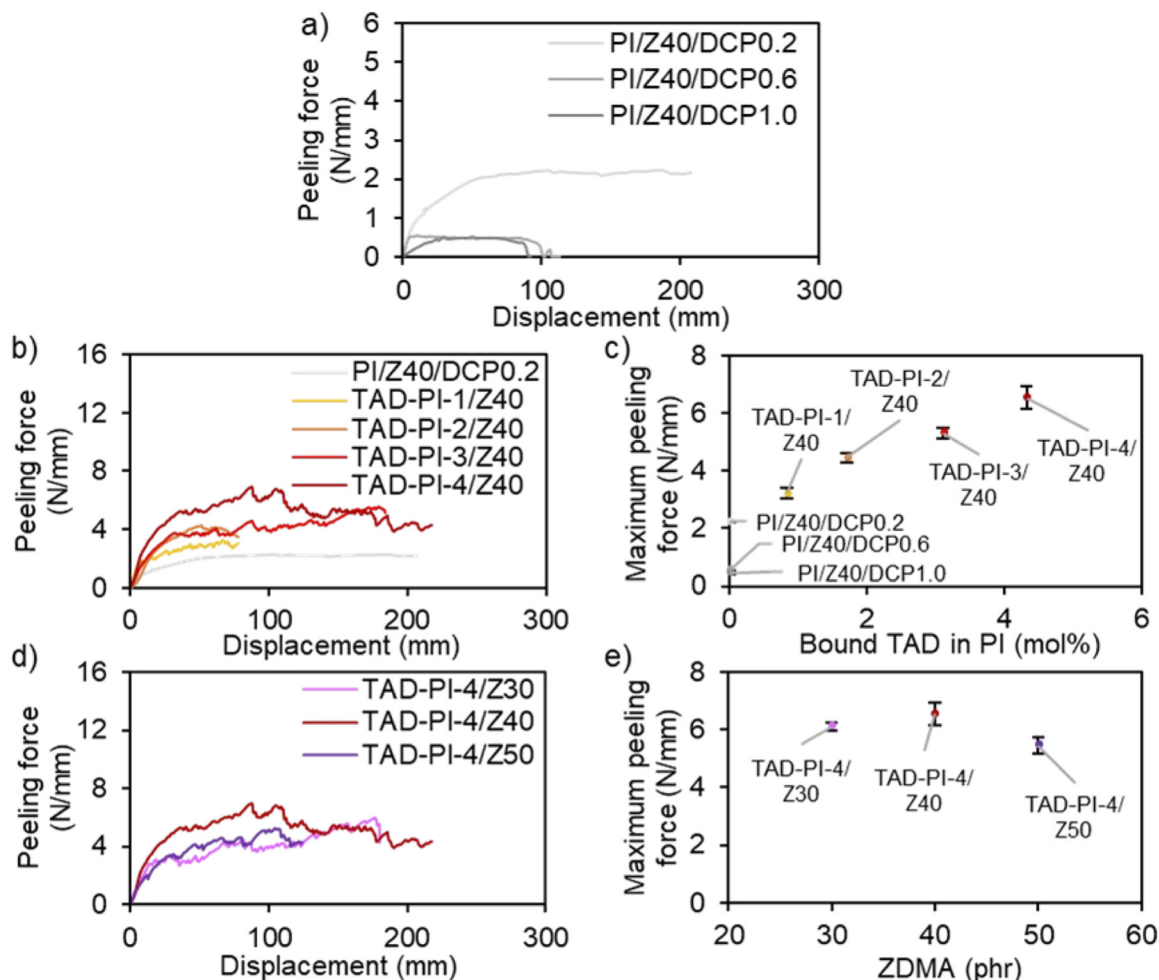 a)
Peeling force
(N/mm)
6
5
4
3
2
1
0
PI/Z40/DCP0.2
PI/Z40/DCP0.6
PI/Z40/DCP1.0
0
100
200
300
Displacement (mm)
b)
Peeling force
(N/mm)
16
12
8
4
0
PI/Z40/DCP0.2
TAD-PI-1/Z40
TAD-PI-2/Z40
TAD-PI-3/Z40
TAD-PI-4/Z40
0
100
200
300
Displacement (mm)
c)
Maximum peeling
force (N/mm)
8
6
4
2
0
TAD-PI-1/
Z40
TAD-PI-2/
Z40
TAD-PI-3/
Z40
TAD-PI-4/
Z40
PI/Z40/DCP0.2
PI/Z40/DCP0.6
PI/Z40/DCP1.0
0
2
4
6
Bound TAD in PI (mol%)
d)
Peeling force
(N/mm)
16
12
8
4
0
TAD-PI-4/Z30
TAD-PI-4/Z40
TAD-PI-4/Z50
0
100
200
300
Displacement (mm)
e)
Maximum peeling
force (N/mm)
8
6
4
2
0
TAD-PI-4/
Z30
TAD-PI-4/
Z40
TAD-PI-4/
Z50
20
30
40
50
60
ZDMA (phr)